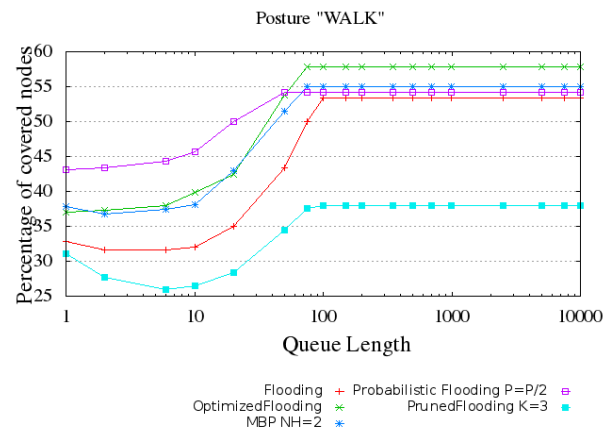 Posture "WALK"
Percentage of covered nodes
60
55
50
45
40
35
30
25
1 10 100 1000 10000
Queue Length
Flooding
OptimizedFlooding
MBP NH=2
Probabilistic Flooding P=P/2
PrunedFlooding K=3